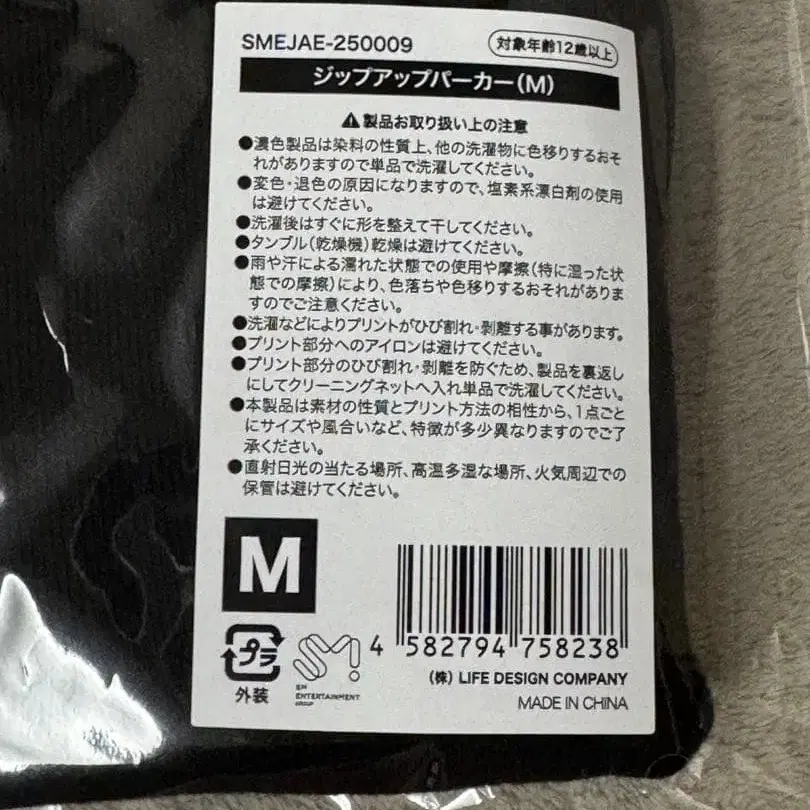 SMEJAE-250009
対象年齢12歳以上
ジップアップパーカー(M)
⚠製品お取り扱い上の注意
●濃色製品は染料の性質上、他の洗濯物に色移りするおそ
れがありますので単品で洗濯してください。
●変色・退色の原因になりますので、塩素系漂白剤の使用
は避けてください。
●洗濯後はすぐに形を整えて干してください。
●タンブル(乾燥機)乾燥は避けてください。
●雨や汗による濡れた状態での使用や摩擦(特に湿った状
態での摩擦)により、色落ちや色移りするおそれがありま
すのでご注意ください。
●洗濯などによりプリントがひび割れ・剥離する事があります。
●プリント部分へのアイロンは避けてください。
●プリント部分のひび割れ・剥離を防ぐため、製品を裏返し
にしてクリーニングネットへ入れ単品で洗濯してください。
●本製品は素材の性質とプリント方法の相性から、1点ごと
にサイズや風合いなど、特徴が多少異なりますのでご了
承ください。
●直射日光の当たる場所、高温多湿な場所、火気周辺での
保管は避けてください。
M
プラ
外装
SM!
SM
ENTERTAINMENT
GROUP
4 582794 758238
(株) LIFE DESIGN COMPANY
MADE IN CHINA